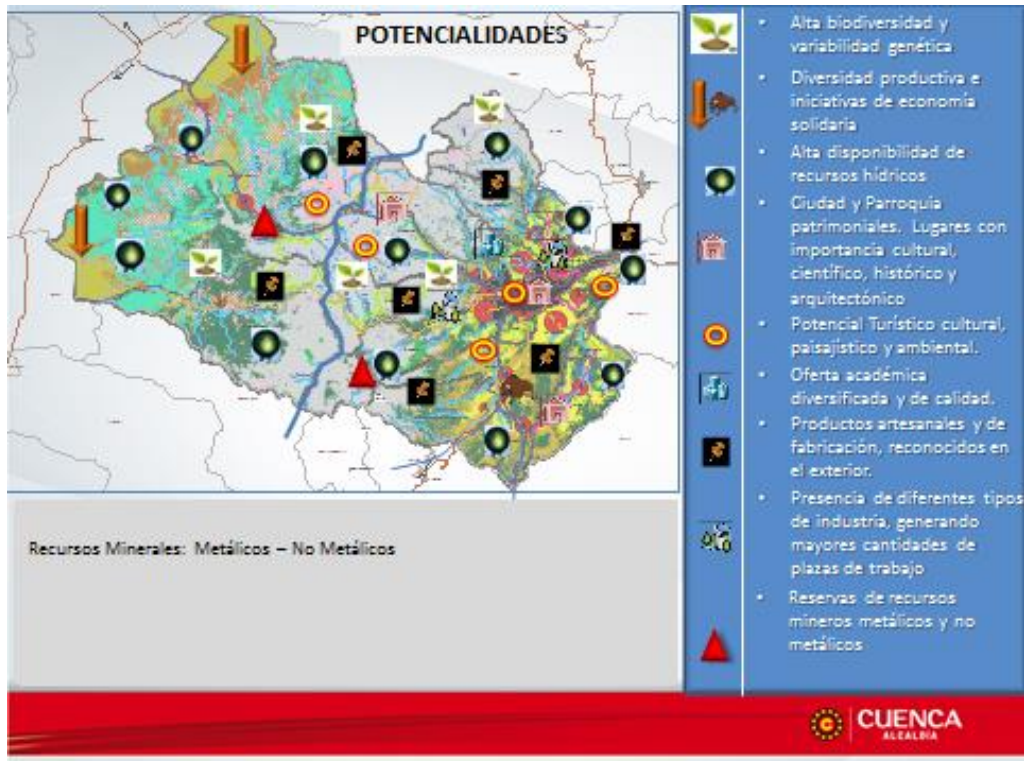 POTENCIALIDADES
• Alta biodiversidad y
variabilidad genética
• Diversidad productiva e
iniciativas de economía
solidaria
• Alta disponibilidad de
recursos hídricos
• Ciudad y Parroquia
patrimoniales. Lugares con
importancia cultural,
científico, histórico y
arquitectónico
• Potencial Turístico cultural,
paisajístico y ambiental.
• Oferta académica
diversificada y de calidad.
• Productos artesanales y de
fabricación, reconocidos en
el exterior.
• Presencia de diferentes tipos
de industria, generando
mayores cantidades de
plazas de trabajo
• Reservas de recursos
mineros metálicos y no
metálicos
Recursos Minerales: Metálicos – No Metálicos
CUENCA
ALCALDÍA